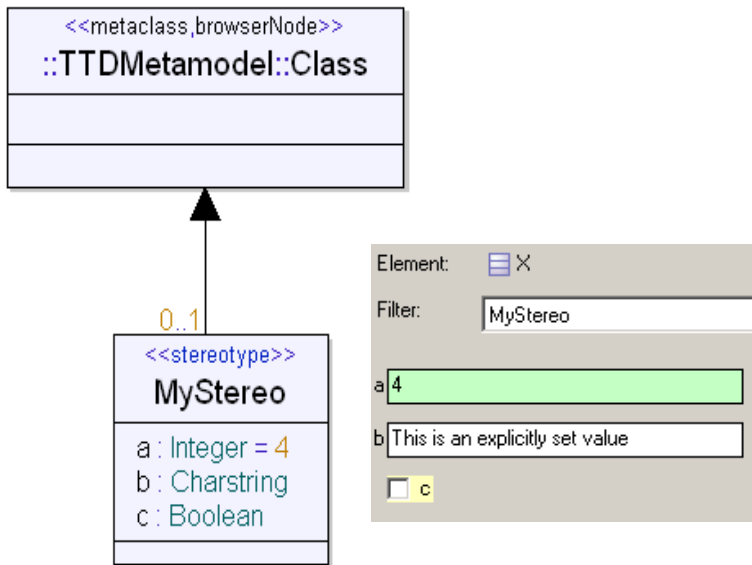 <<metaclass,browserNode>>
::TTDMetamodel::Class
0..1
<<stereotype>>
MyStereo
a : Integer = 4
b : Charstring
c : Boolean
Element: X
Filter: MyStereo
a 4
b This is an explicitly set value
c